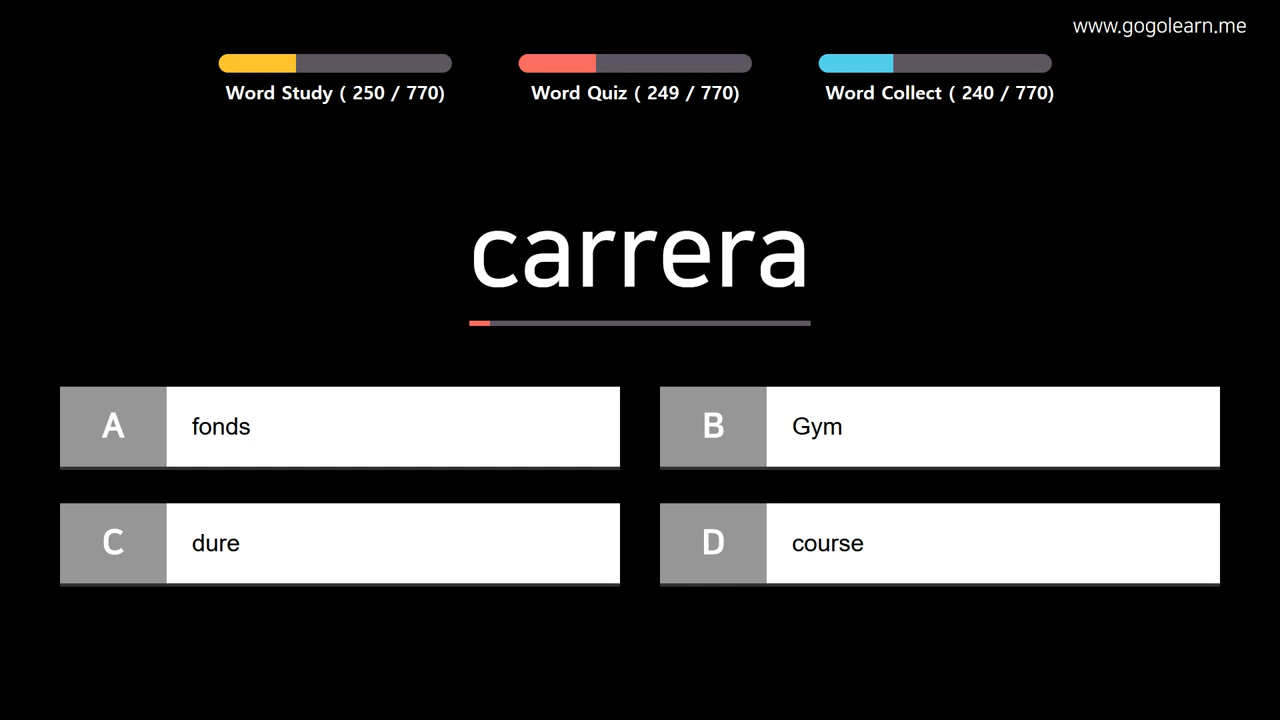 www.gogolearn.me
Word Study ( 250 / 770)
Word Quiz ( 249 / 770)
Word Collect ( 240 / 770)
carrera
A fonds
B Gym
C dure
D course